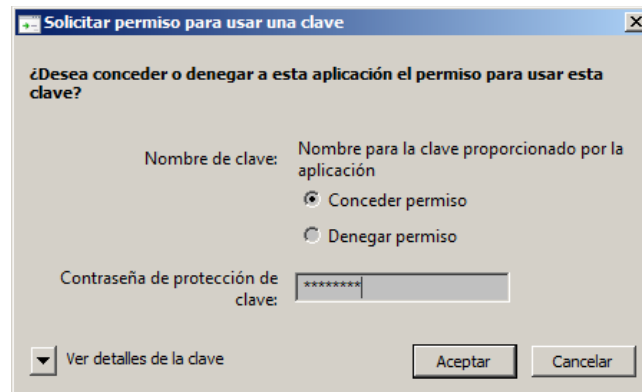 Solicitar permiso para usar una clave
¿Desea conceder o denegar a esta aplicación el permiso para usar esta
clave?
Nombre de clave:
Nombre para la clave proporcionado por la
aplicación
Conceder permiso
Denegar permiso
Contraseña de protección de
clave:
********
Ver detalles de la clave
Aceptar
Cancelar